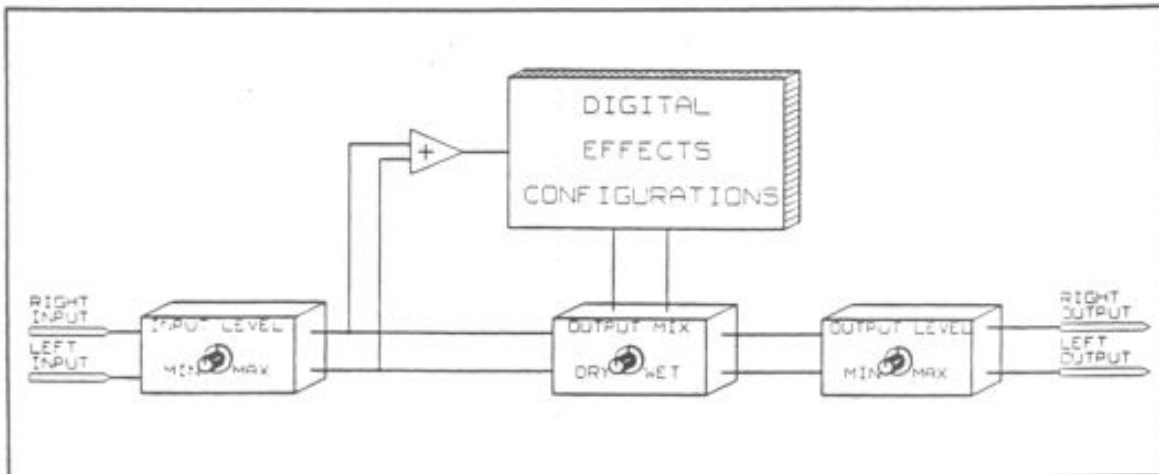 DIGITAL
EFFECTS
CONFIGURATIONS
+
RIGHT
INPUT
LEFT
INPUT
INPUT LEVEL
MIN MAX
OUTPUT MIX
DRY WET
OUTPUT LEVEL
MIN MAX
RIGHT
OUTPUT
LEFT
OUTPUT